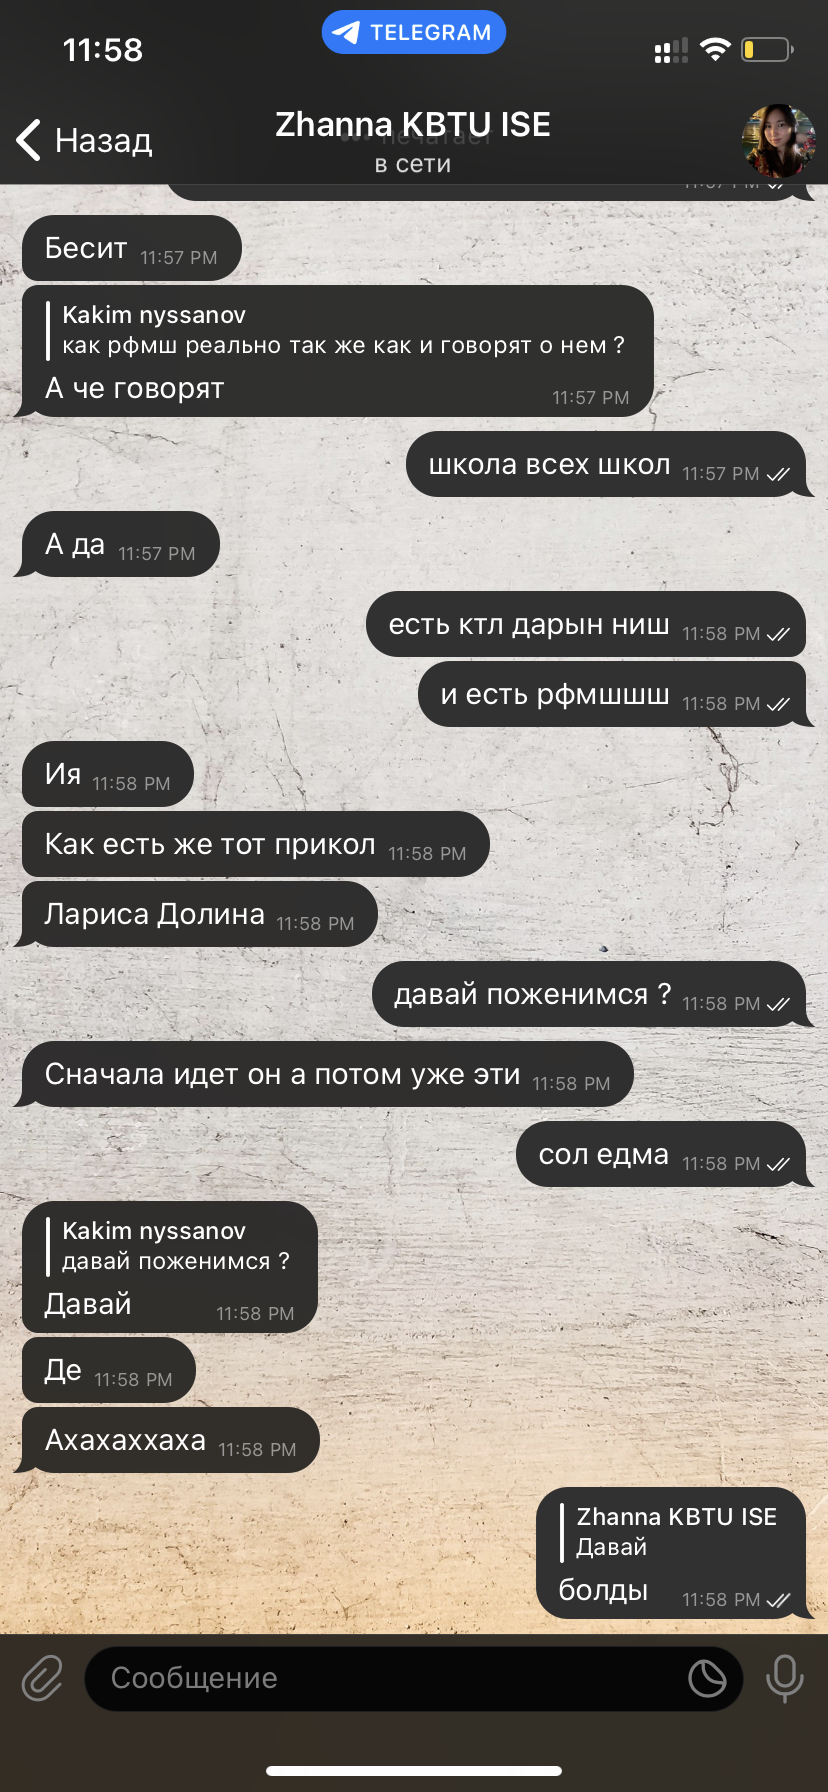 11:58
TELEGRAM
Назад
Zhanna KBTU ISE
печатает
в сети
11:57 PM
Бесит 11:57 PM
Kakim nyssanov
как рфмш реально так же как и говорят о нем ?
А че говорят 11:57 PM
школа всех школ 11:57 PM
А да 11:57 PM
есть ктл дарын ниш 11:58 PM
и есть рфмшшш 11:58 PM
Ия 11:58 PM
Как есть же тот прикол 11:58 PM
Лариса Долина 11:58 PM
давай поженимся ? 11:58 PM
Сначала идет он а потом уже эти 11:58 PM
сол едма 11:58 PM
Kakim nyssanov
давай поженимся ?
Давай 11:58 PM
Де 11:58 PM
Ахахаххаха 11:58 PM
Zhanna KBTU ISE
Давай
болды 11:58 PM
Сообщение